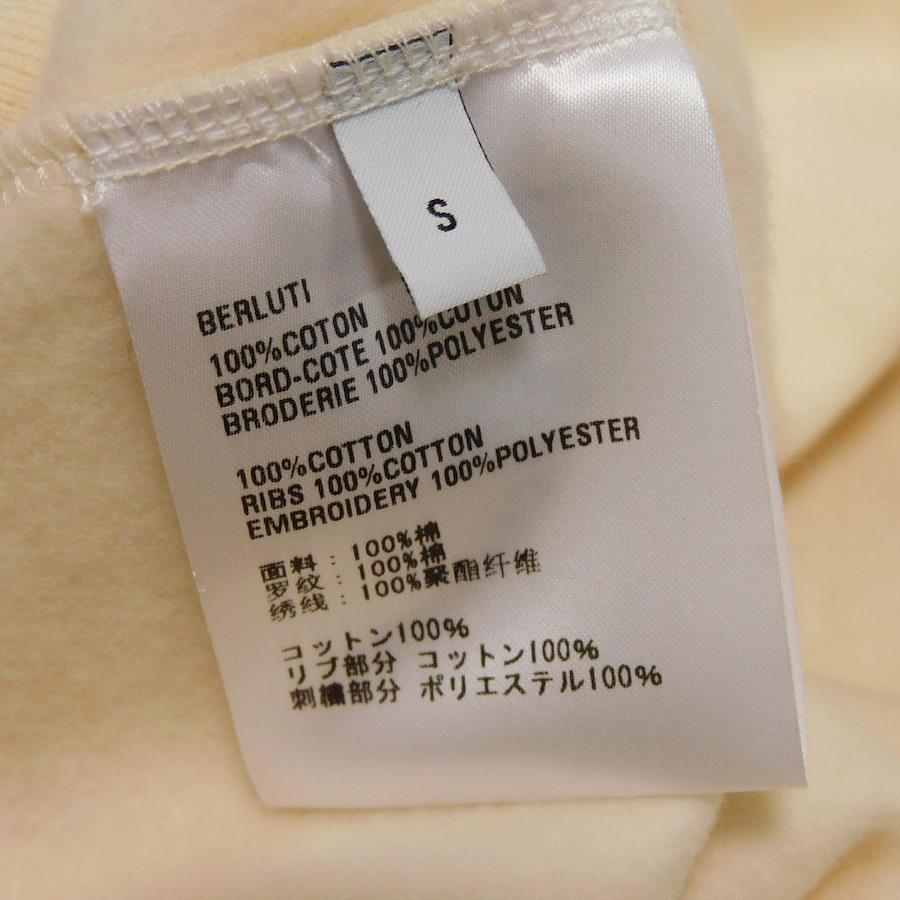 S
BERLUTI
100%COTON
BORD-COTE 100%COTON
BRODERIE 100%POLYESTER
100%COTTON
RIBS 100%COTTON
EMBROIDERY 100%POLYESTER
面料：100%棉
罗纹：100%棉
绣线：100%聚酯纤维
コットン100%
リブ部分 コットン100%
刺繍部分 ポリエステル100%